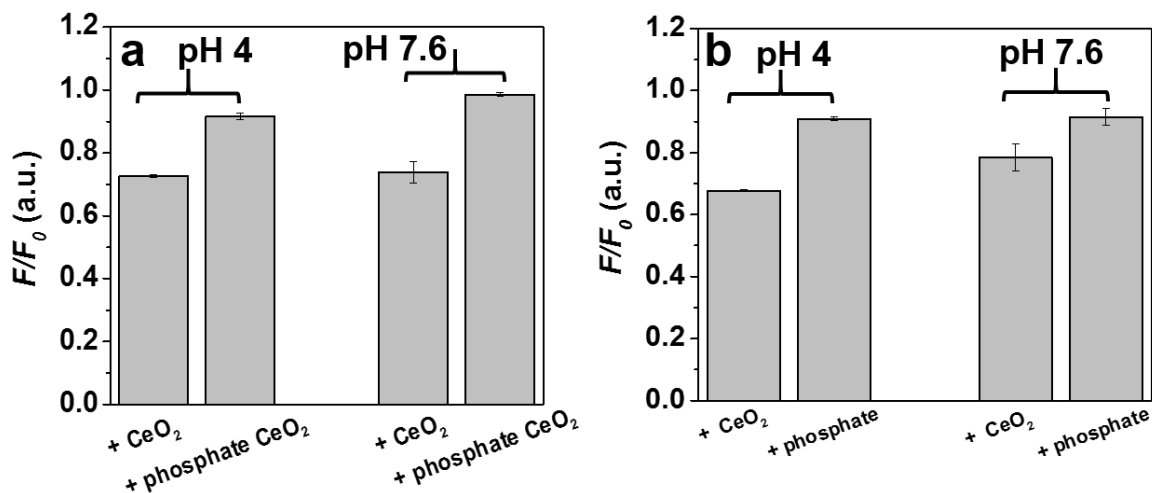 a
pH 4
pH 7.6
F/F₀ (a.u.)
1.2
1.0
0.8
0.6
0.4
0.2
0.0
+ CeO₂
+ phosphate CeO₂
+ CeO₂
+ phosphate CeO₂
b
pH 4
pH 7.6
F/F₀ (a.u.)
1.2
1.0
0.8
0.6
0.4
0.2
0.0
+ CeO₂
+ phosphate
+ CeO₂
+ phosphate